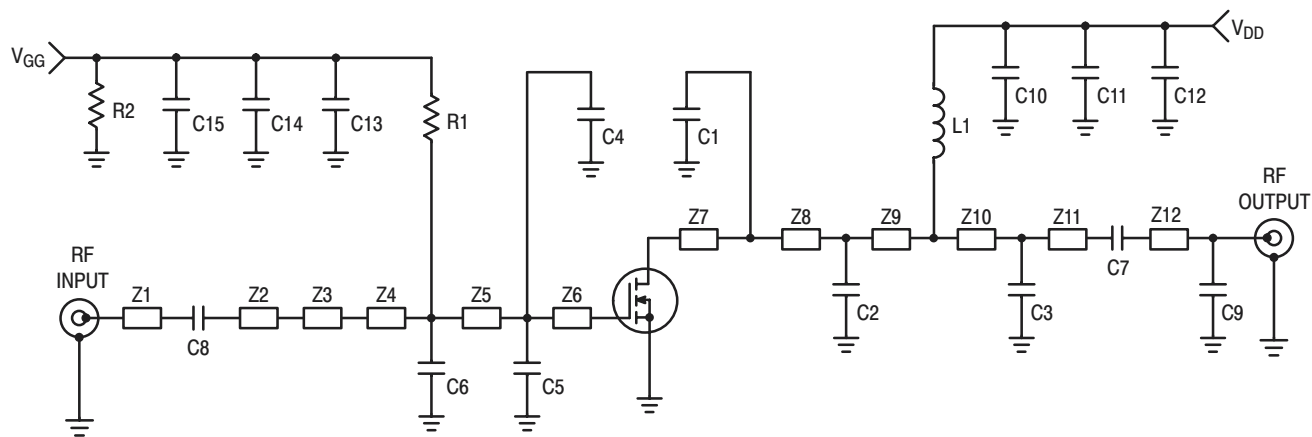 VGG
VDD
R2
C15
C14
C13
R1
C4
C1
L1
C10
C11
C12
RF
INPUT
Z1
C8
Z2
Z3
Z4
C6
Z5
C5
Z6
Z7
Z8
C2
Z9
Z10
C3
Z11
C7
Z12
C9
RF
OUTPUT